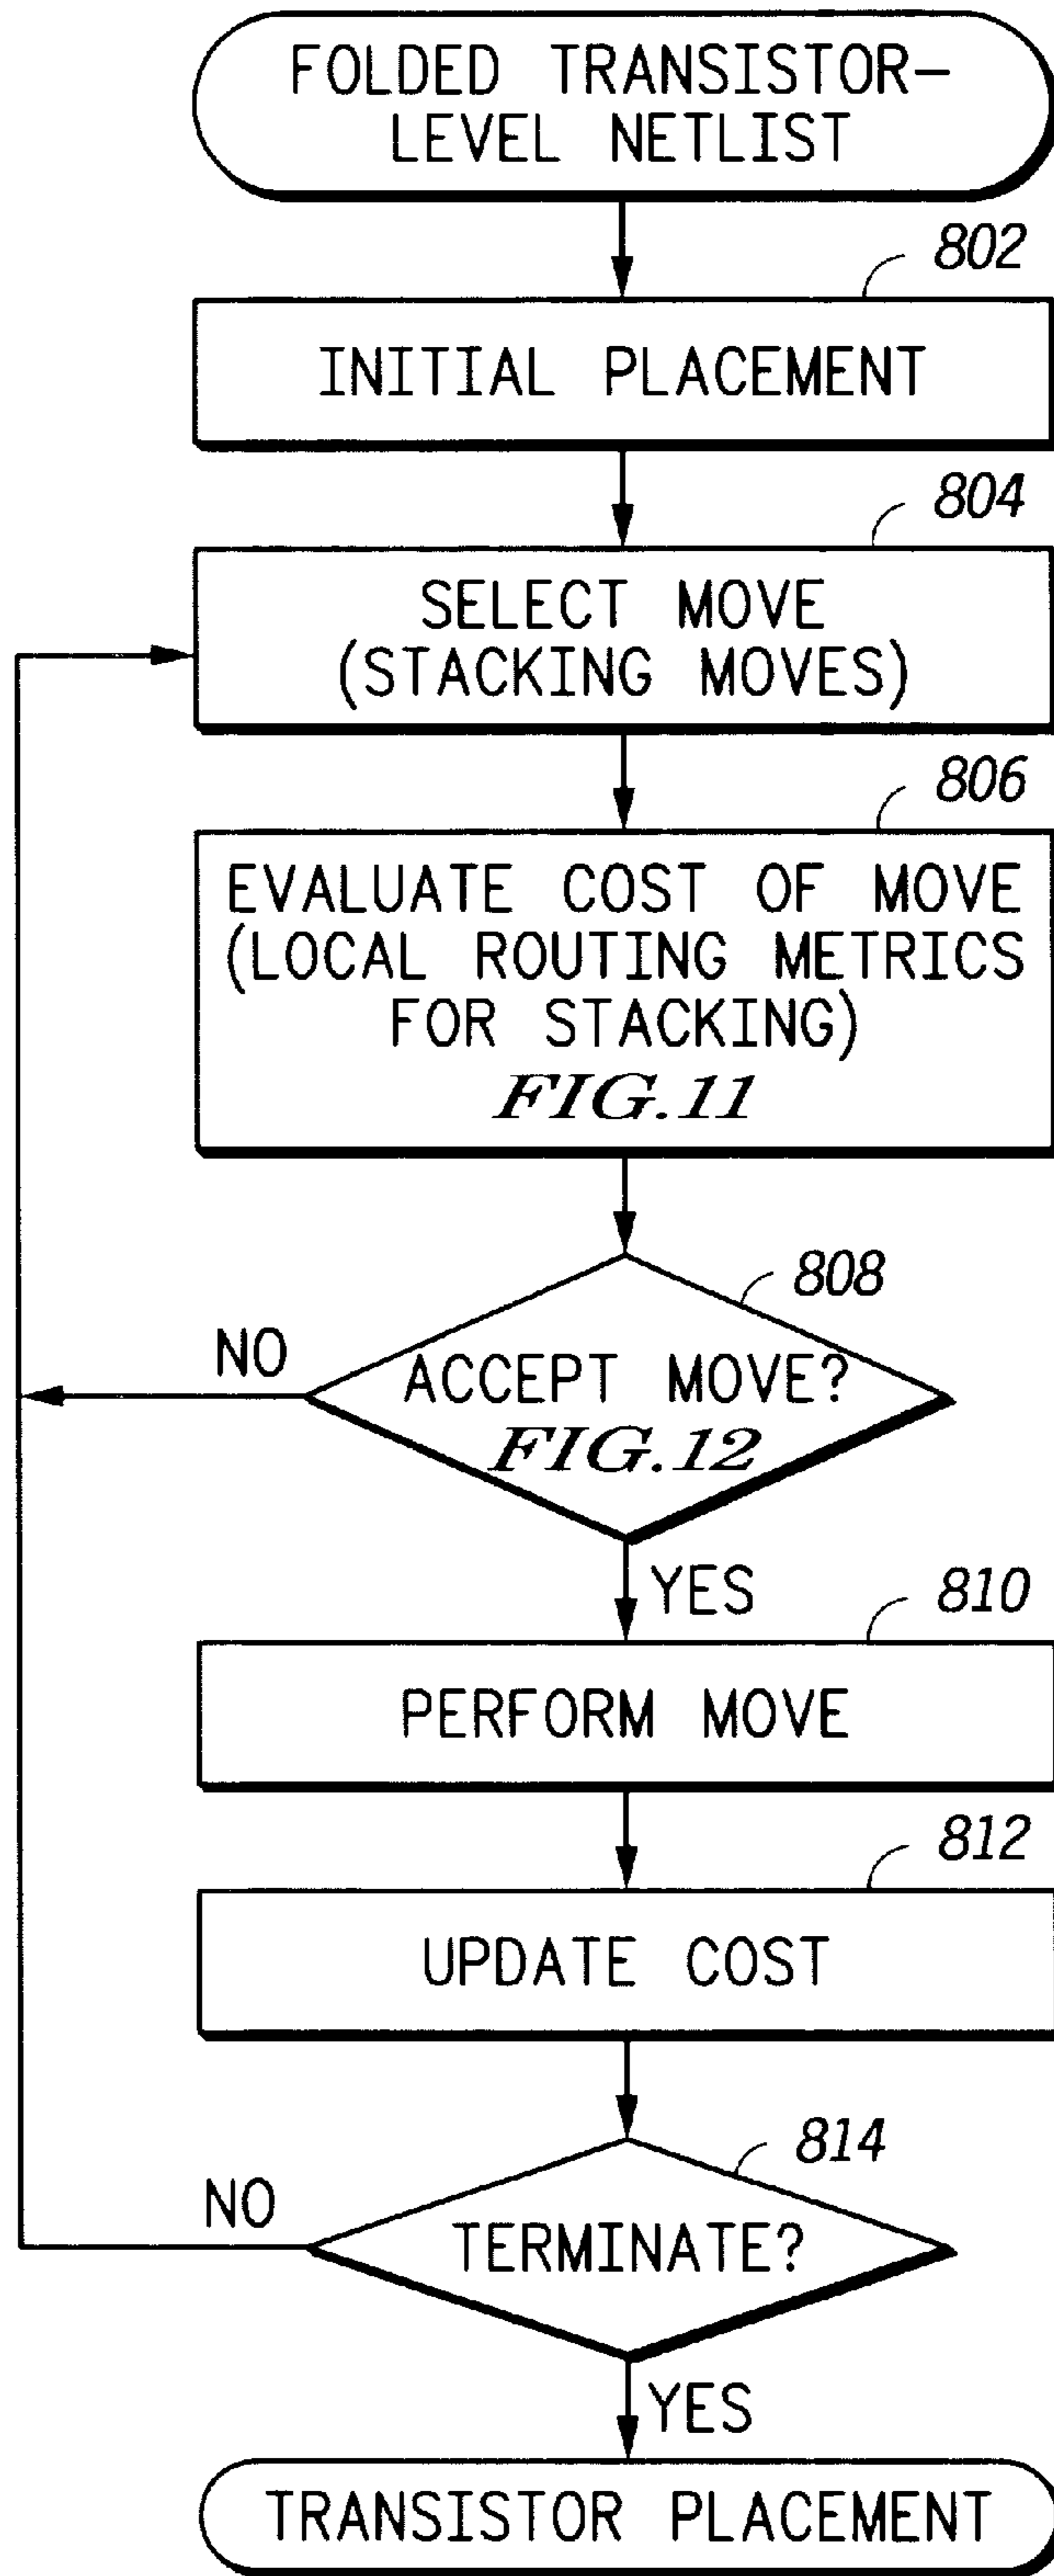 FOLDED TRANSISTOR-
LEVEL NETLIST
802
INITIAL PLACEMENT
804
SELECT MOVE
(STACKING MOVES)
806
EVALUATE COST OF MOVE
(LOCAL ROUTING METRICS
FOR STACKING)
FIG.11
808
NO
ACCEPT MOVE?
FIG.12
YES
810
PERFORM MOVE
812
UPDATE COST
814
NO
TERMINATE?
YES
TRANSISTOR PLACEMENT